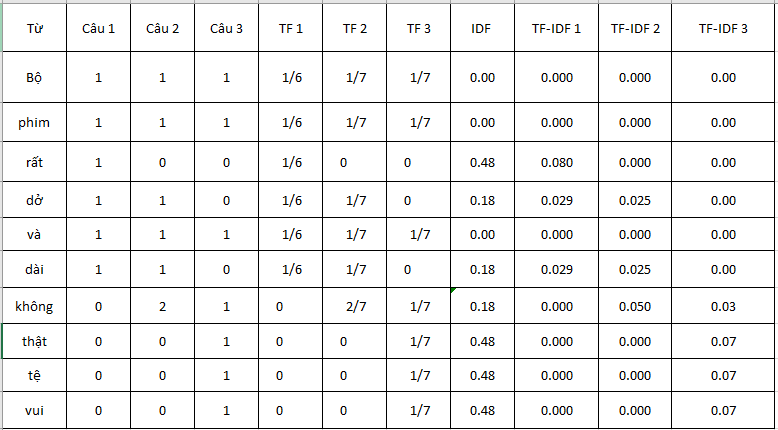 Từ Câu 1 Câu 2 Câu 3 TF 1 TF 2 TF 3 IDF TF-IDF 1 TF-IDF 2 TF-IDF 3
Bộ 1 1 1 1/6 1/7 1/7 0.00 0.000 0.000 0.00
phim 1 1 1 1/6 1/7 1/7 0.00 0.000 0.000 0.00
rất 1 0 0 1/6 0 0 0.48 0.080 0.000 0.00
dở 1 1 0 1/6 1/7 0 0.18 0.029 0.025 0.00
và 1 1 1 1/6 1/7 1/7 0.00 0.000 0.000 0.00
dài 1 1 0 1/6 1/7 0 0.18 0.029 0.025 0.00
không 0 2 1 0 2/7 1/7 0.18 0.000 0.050 0.03
thật 0 0 1 0 0 1/7 0.48 0.000 0.000 0.07
tệ 0 0 1 0 0 1/7 0.48 0.000 0.000 0.07
vui 0 0 1 0 0 1/7 0.48 0.000 0.000 0.07